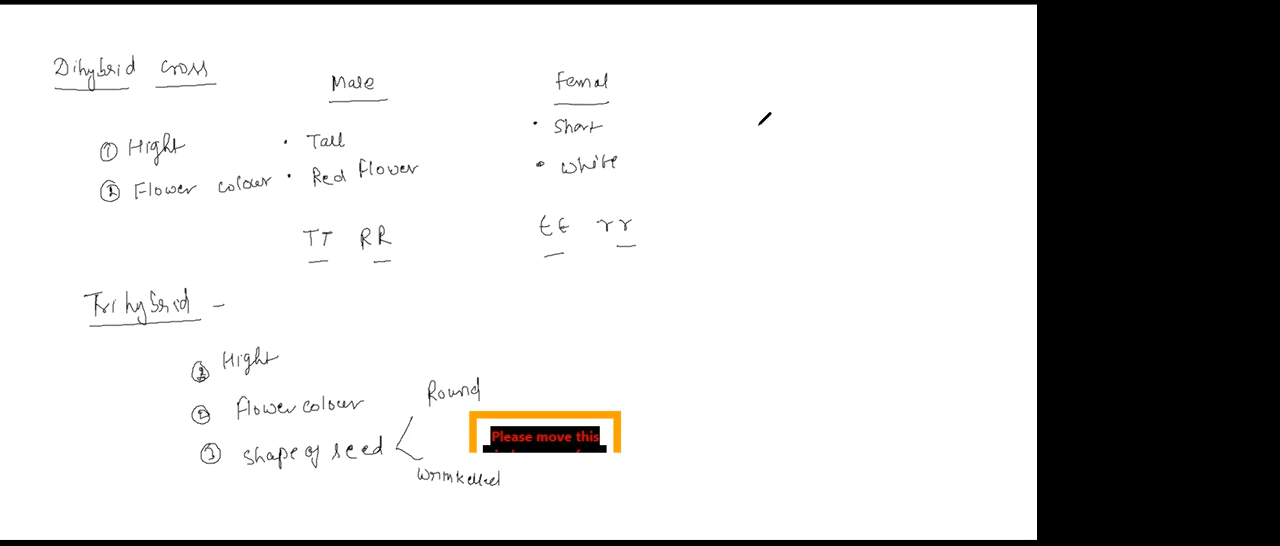 Dihybrid cross
Male Femal
① Hight • Tall • Short
② Flower colour • Red flower • White
TT RR tt rr
Trihybrid -
Hight
② Flower colour
③ Shape of seed
Round
Wrinkelled
Please move this